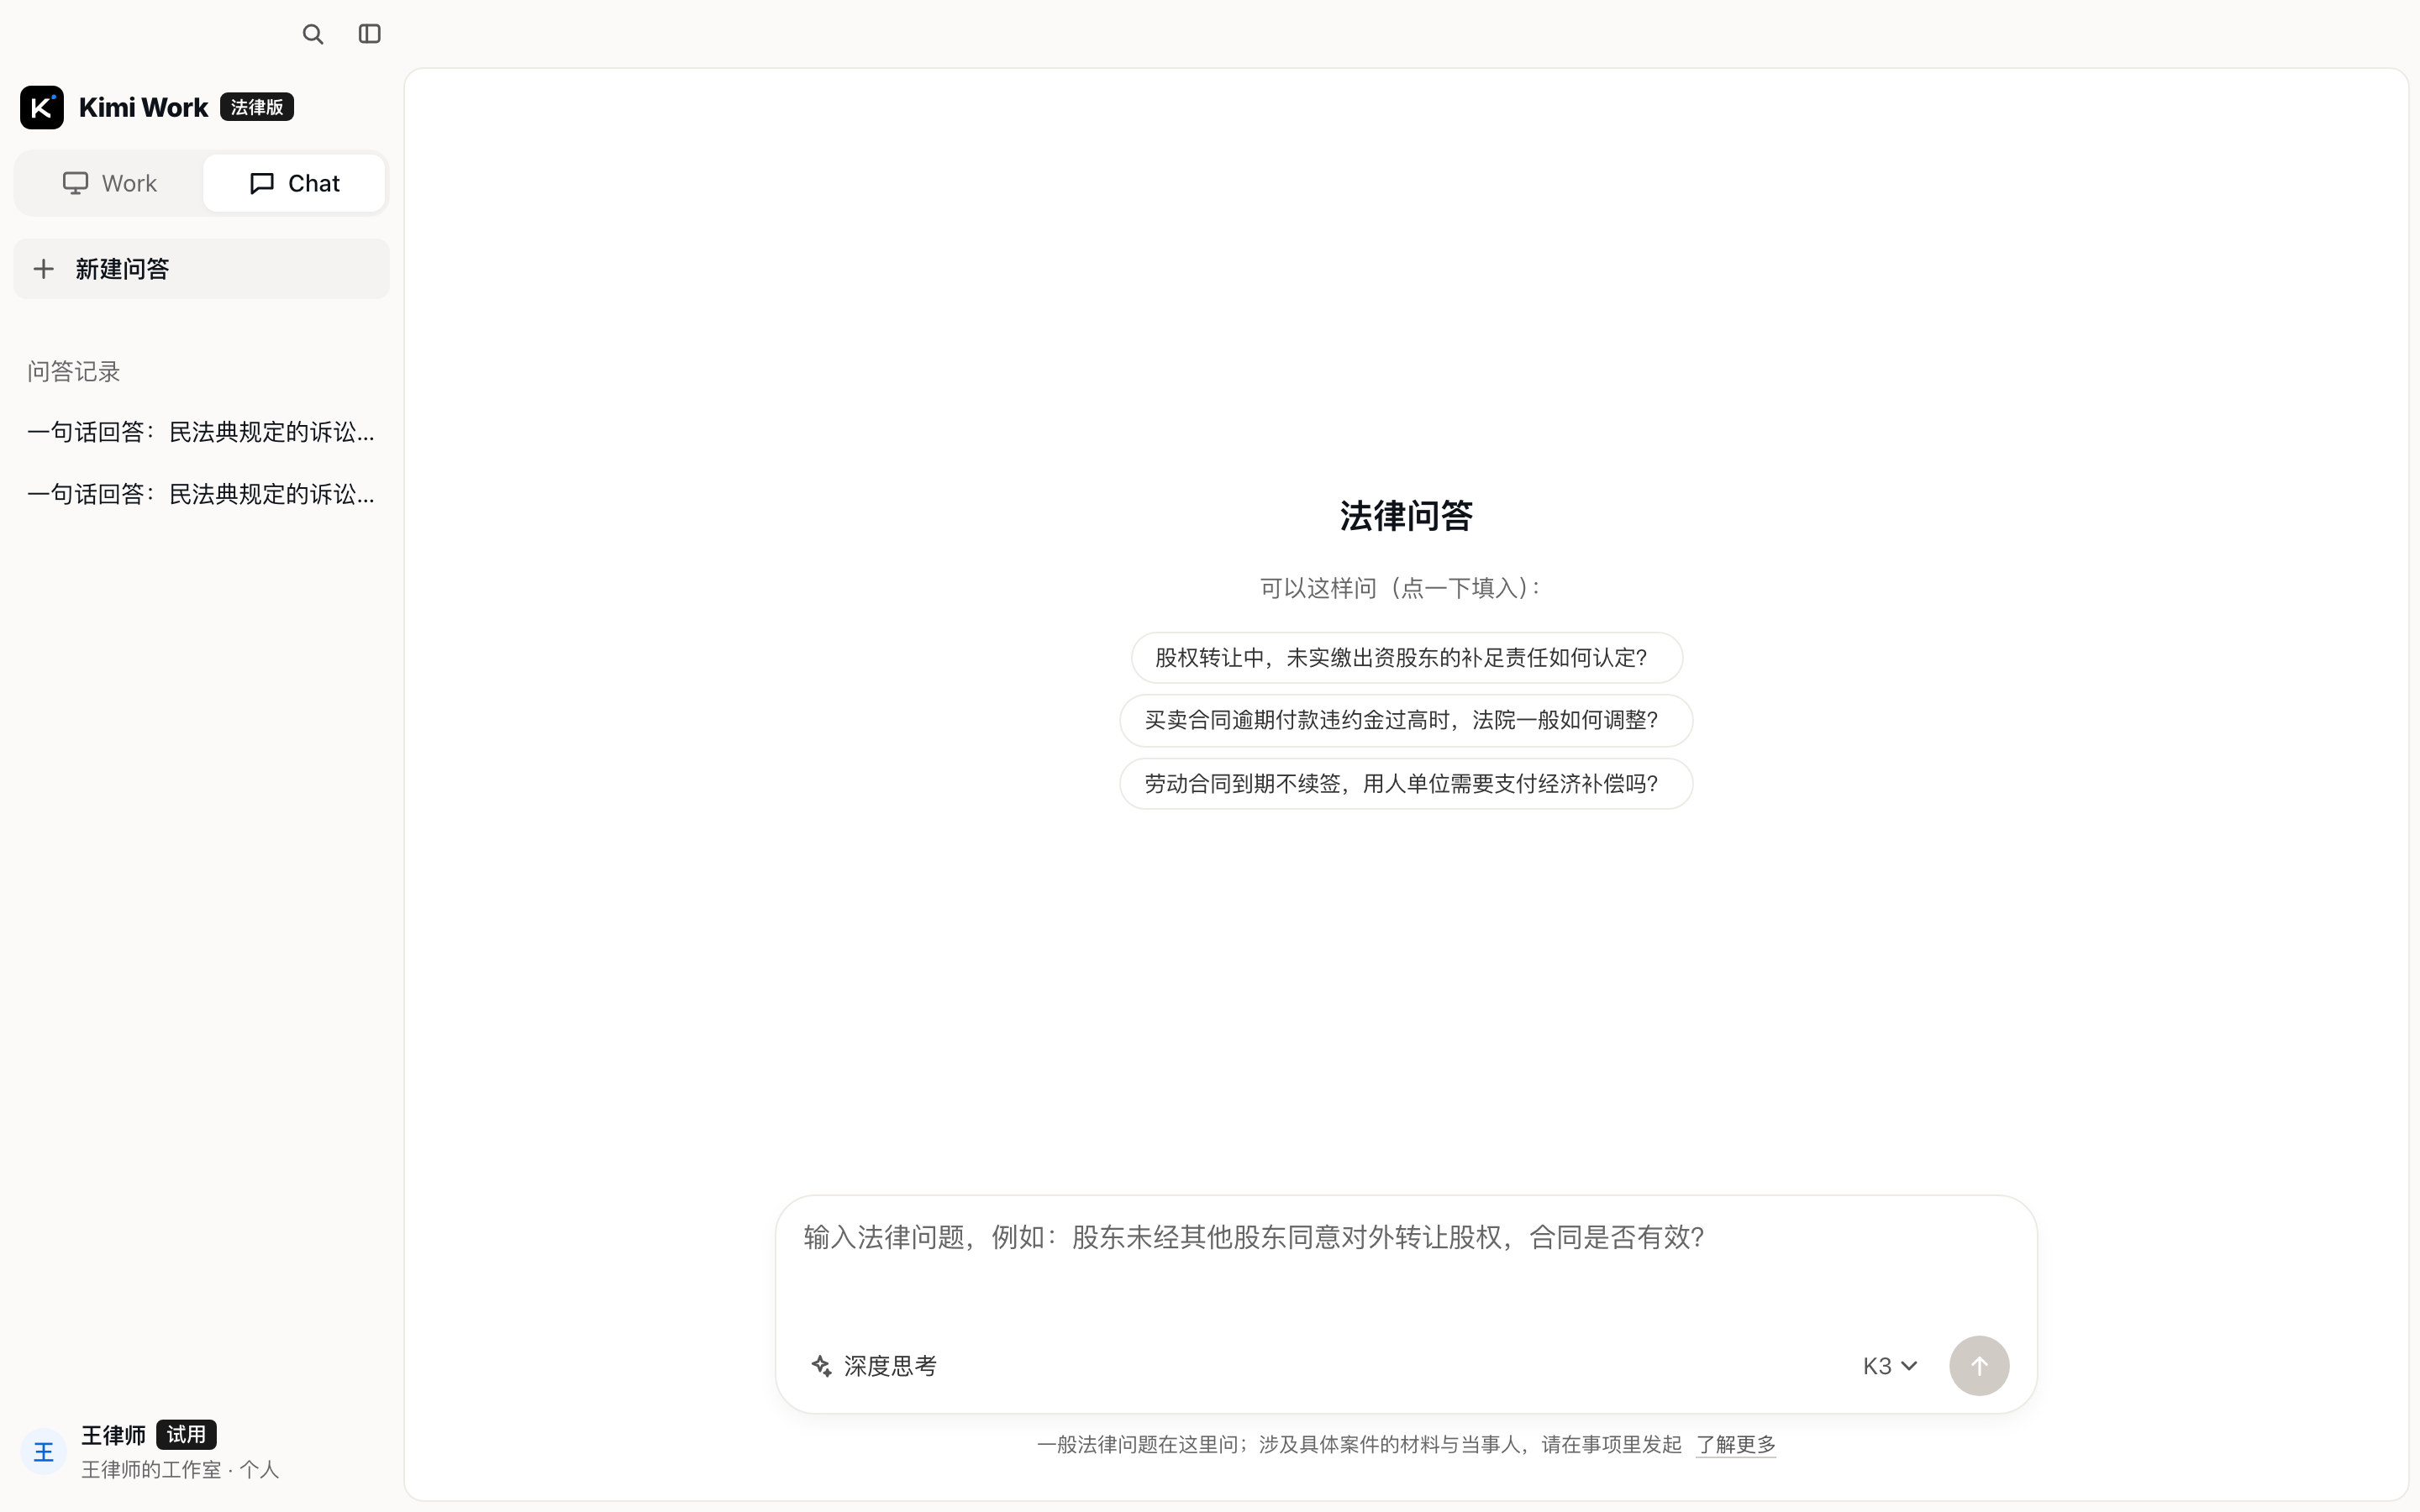 Kimi Work 法律版
Work
Chat
新建问答
问答记录
一句话回答：民法典规定的诉讼...
一句话回答：民法典规定的诉讼...
王
王律师 试用
王律师的工作室 · 个人
法律问答
可以这样问（点一下填入）：
股权转让中，未实缴出资股东的补足责任如何认定？
买卖合同逾期付款违约金过高时，法院一般如何调整？
劳动合同到期不续签，用人单位需要支付经济补偿吗？
输入法律问题，例如：股东未经其他股东同意对外转让股权，合同是否有效？
深度思考
K3
一般法律问题在这里问；涉及具体案件的材料与当事人，请在事项里发起 了解更多